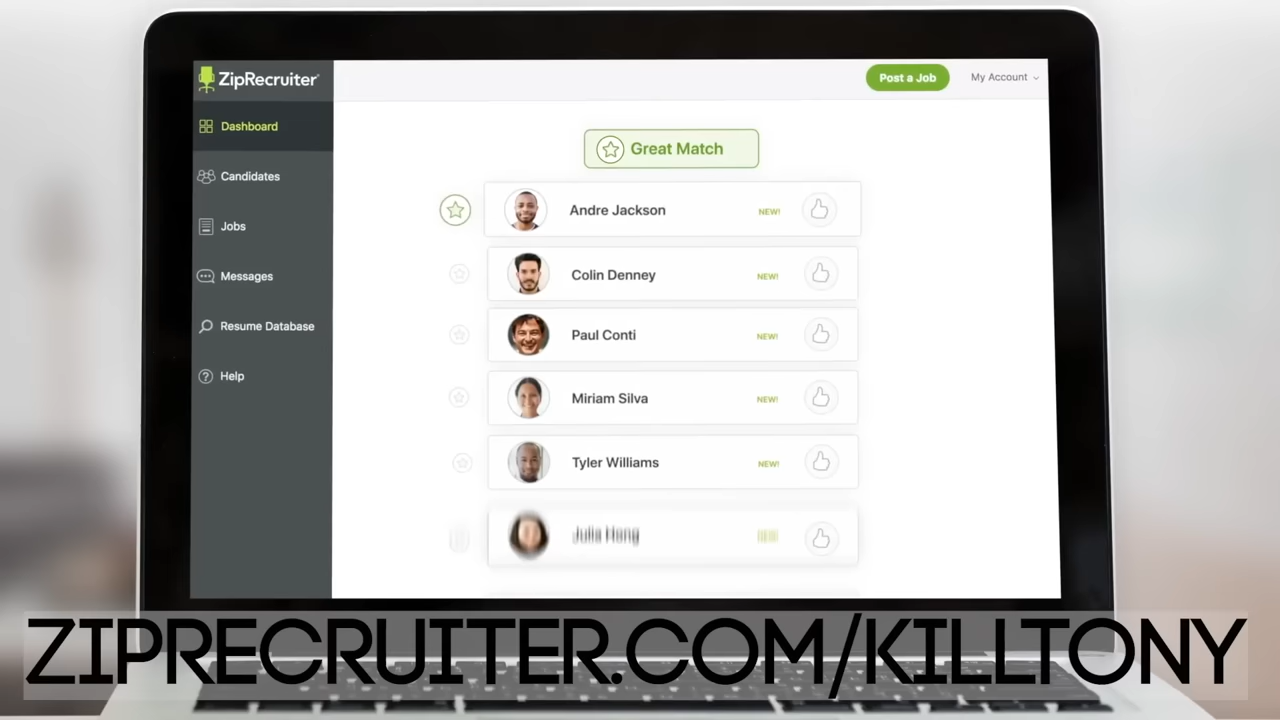 ZipRecruiter
Post a Job
My Account
Dashboard
Great Match
Candidates
Andre Jackson
NEW!
Jobs
Colin Denney
NEW!
Messages
Resume Database
Paul Conti
NEW!
Help
Miriam Silva
NEW!
Tyler Williams
NEW!
ZIPRECRUITER.COM/KILLTONY